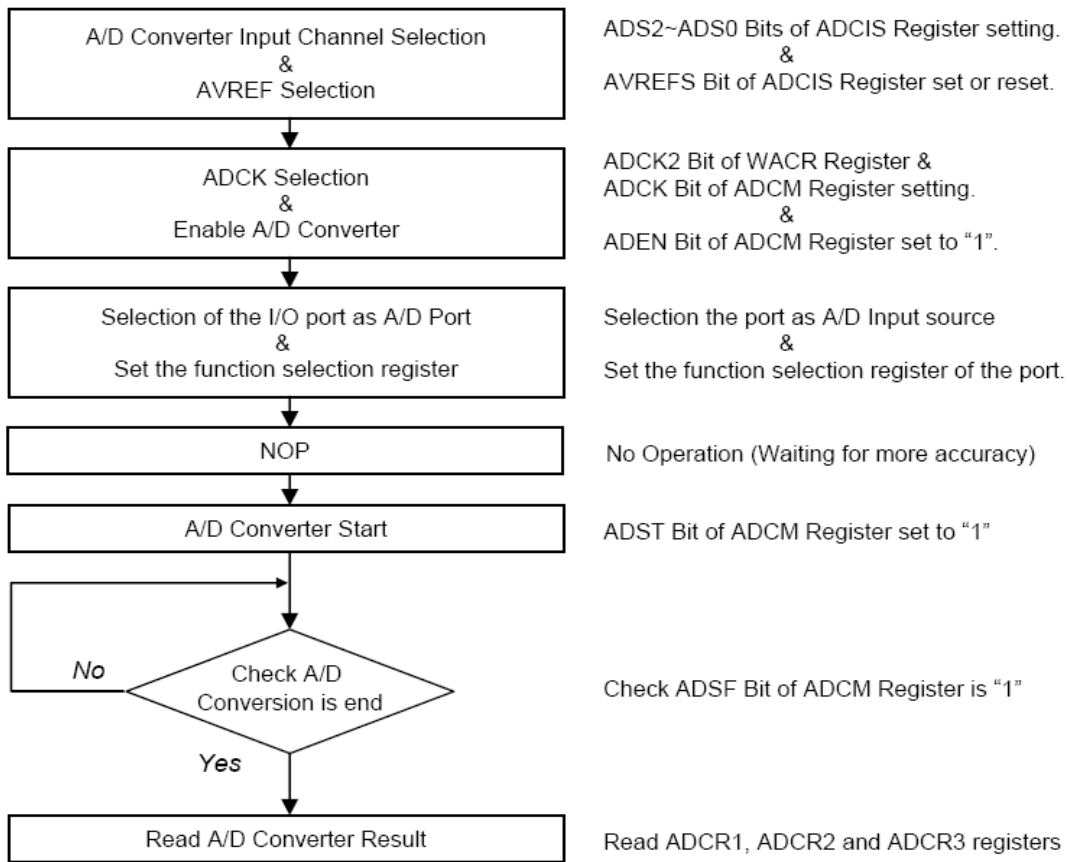 A/D Converter Input Channel Selection
&
AVREF Selection
ADS2~ADS0 Bits of ADCIS Register setting.
&
AVREFS Bit of ADCIS Register set or reset.
ADCK Selection
&
Enable A/D Converter
ADCK2 Bit of WACR Register &
ADCK Bit of ADCM Register setting.
&
ADEN Bit of ADCM Register set to “1”.
Selection of the I/O port as A/D Port
&
Set the function selection register
Selection the port as A/D Input source
&
Set the function selection register of the port.
NOP
No Operation (Waiting for more accuracy)
A/D Converter Start
ADST Bit of ADCM Register set to “1”
No
Check A/D
Conversion is end
Check ADSF Bit of ADCM Register is “1”
Yes
Read A/D Converter Result
Read ADCR1, ADCR2 and ADCR3 registers